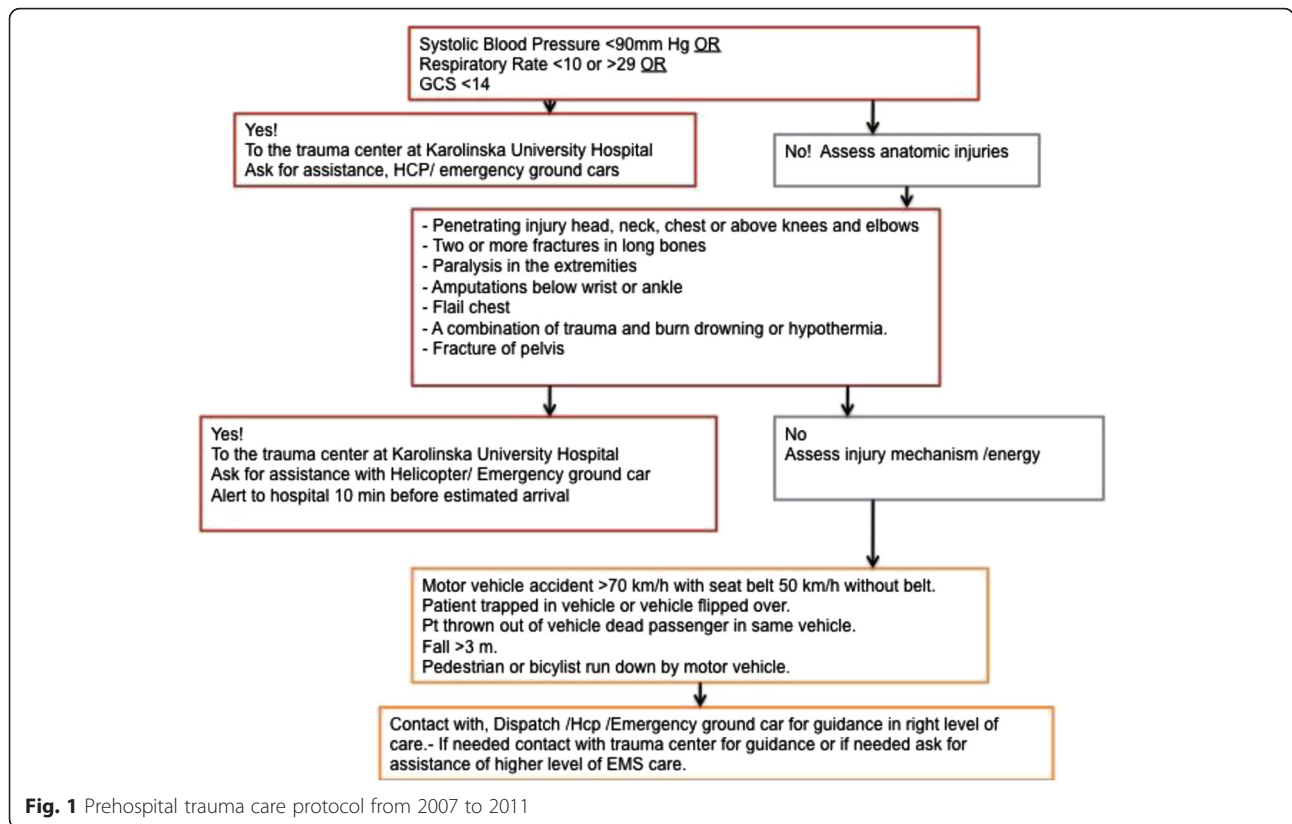 Systolic Blood Pressure <90mm Hg OR
Respiratory Rate <10 or >29 OR
GCS <14
Yes!
To the trauma center at Karolinska University Hospital
Ask for assistance, HCP/ emergency ground cars
No! Assess anatomic injuries
- Penetrating injury head, neck, chest or above knees and elbows
- Two or more fractures in long bones
- Paralysis in the extremities
- Amputations below wrist or ankle
- Flail chest
- A combination of trauma and burn drowning or hypothermia.
- Fracture of pelvis
Yes!
To the trauma center at Karolinska University Hospital
Ask for assistance with Helicopter/ Emergency ground car
Alert to hospital 10 min before estimated arrival
No
Assess injury mechanism /energy
Motor vehicle accident >70 km/h with seat belt 50 km/h without belt.
Patient trapped in vehicle or vehicle flipped over.
Pt thrown out of vehicle dead passenger in same vehicle.
Fall >3 m.
Pedestrian or bicylist run down by motor vehicle.
Contact with, Dispatch /Hcp /Emergency ground car for guidance in right level of
care.- If needed contact with trauma center for guidance or if needed ask for
assistance of higher level of EMS care.
Fig. 1 Prehospital trauma care protocol from 2007 to 2011